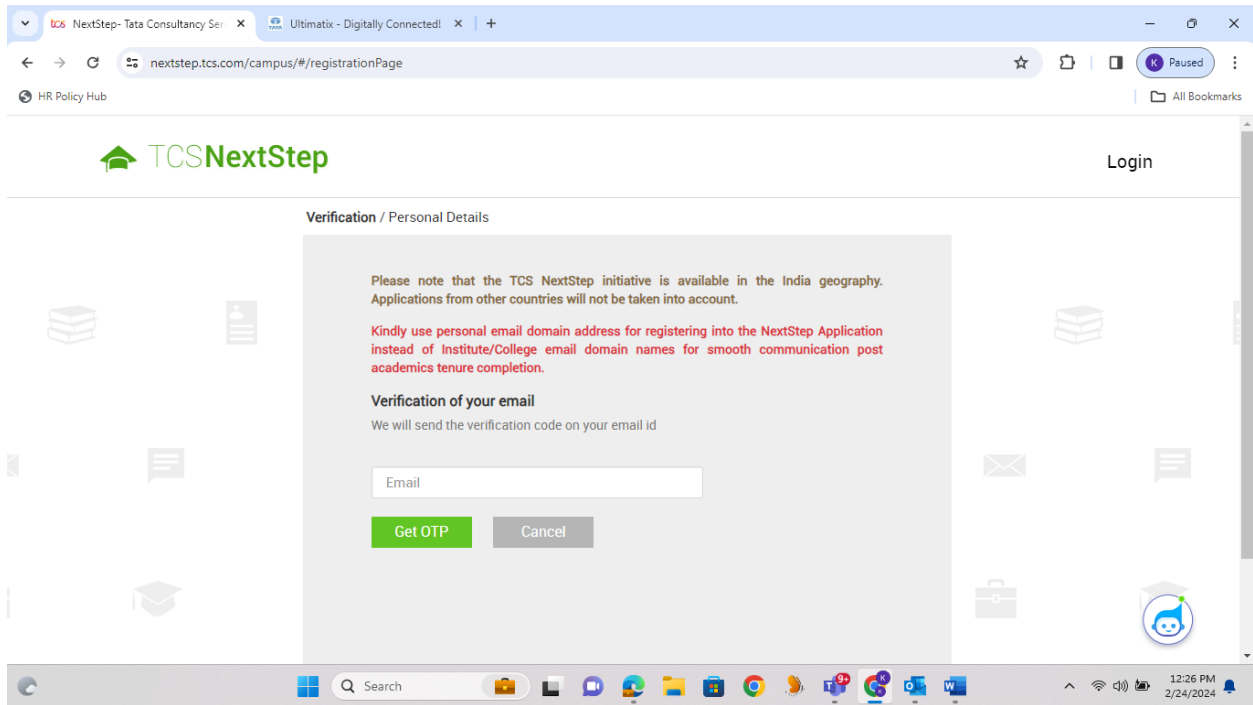 tcs NextStep- Tata Consultancy Ser
TATA Ultimatix - Digitally Connected!
nextstep.tcs.com/campus/#/registrationPage
K Paused
HR Policy Hub
All Bookmarks
TCSNextStep
Login
Verification / Personal Details
Please note that the TCS NextStep initiative is available in the India geography.
Applications from other countries will not be taken into account.
Kindly use personal email domain address for registering into the NextStep Application
instead of Institute/College email domain names for smooth communication post
academics tenure completion.
Verification of your email
We will send the verification code on your email id
Email
Get OTP
Cancel
Search
9+
12:26 PM
2/24/2024